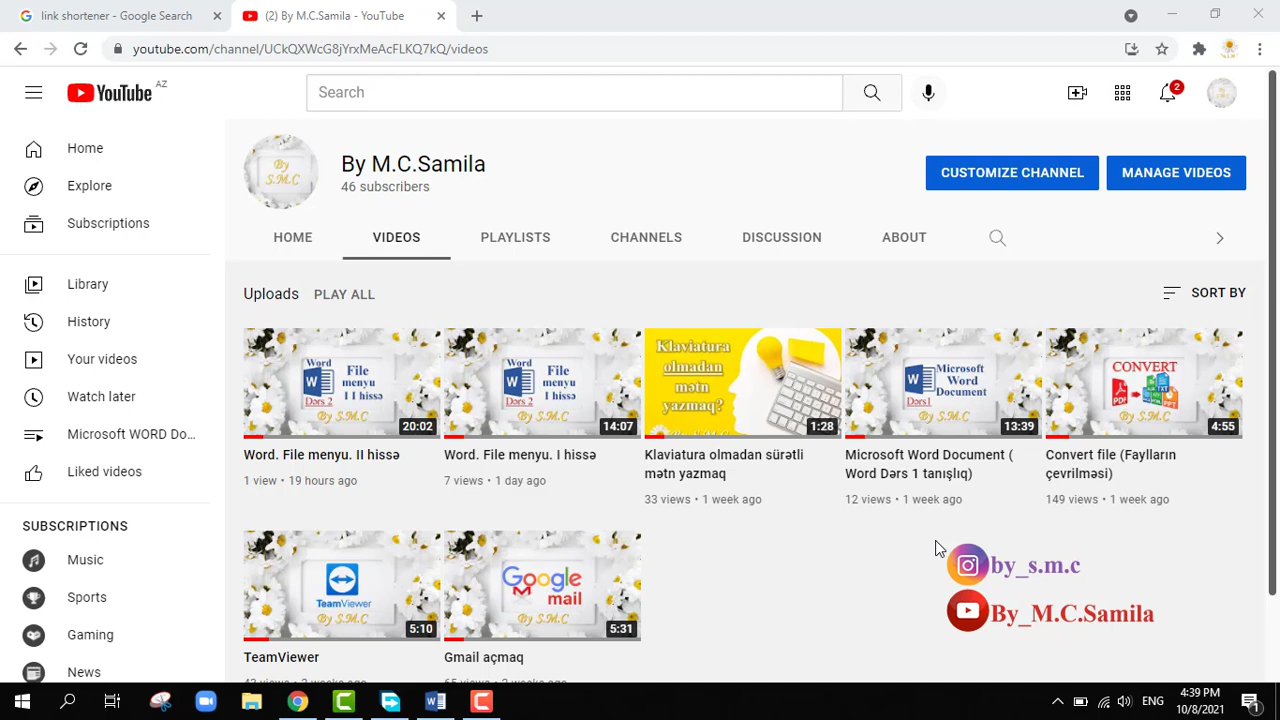 link shortener - Google Search
(2) By M.C.Samila - YouTube
youtube.com/channel/UCkQXWcG8jYrxMeAcFLKQ7kQ/videos
YouTube AZ
Search
2
Home
Explore
Subscriptions
Library
History
Your videos
Watch later
Microsoft WORD Do...
Liked videos
SUBSCRIPTIONS
Music
Sports
Gaming
News
By S.M.C
By M.C.Samila
46 subscribers
CUSTOMIZE CHANNEL
MANAGE VIDEOS
HOME
VIDEOS
PLAYLISTS
CHANNELS
DISCUSSION
ABOUT
Uploads
PLAY ALL
SORT BY
Word
Dərs 2
File
menyu
I I hissə
By S.M.C
20:02
Word. File menyu. II hissə
1 view • 19 hours ago
Word
Dərs 2
File
menyu
I hissə
By S.M.C
14:07
Word. File menyu. I hissə
7 views • 1 day ago
Klaviatura
olmadan
mətn
yazmaq?
1:28
Klaviatura olmadan sürətli
mətn yazmaq
33 views • 1 week ago
Microsoft
Word
Document
Dərs1
By S.M.C
13:39
Microsoft Word Document (
Word Dərs 1 tanışlıq)
12 views • 1 week ago
CONVERT
By S.M.C
4:55
Convert file (Faylların
çevrilməsi)
149 views • 1 week ago
TeamViewer
By S.M.C
5:10
TeamViewer
Google
mail
By S.M.C
5:31
Gmail açmaq
by_s.m.c
By_M.C.Samila
ENG
4:39 PM
10/8/2021
1